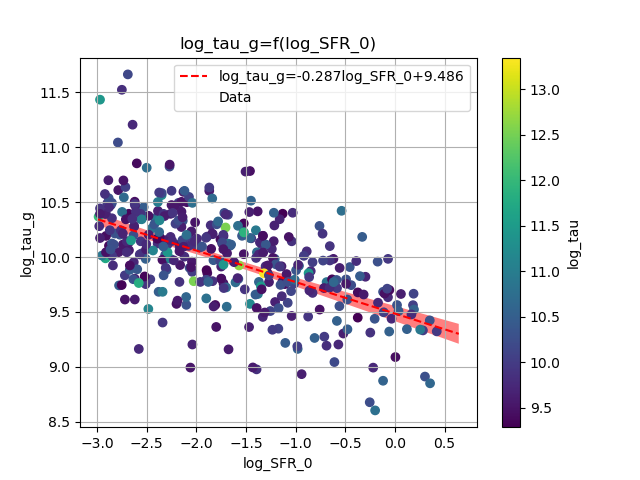 log_tau_g=f(log_SFR_0)
log_tau_g=-0.287log_SFR_0+9.486
Data
11.5
11.0
10.5
10.0
9.5
9.0
8.5
log_tau_g
−3.0 −2.5 −2.0 −1.5 −1.0 −0.5 0.0 0.5
log_SFR_0
13.0
12.5
12.0
11.5
11.0
10.5
10.0
9.5
log_tau